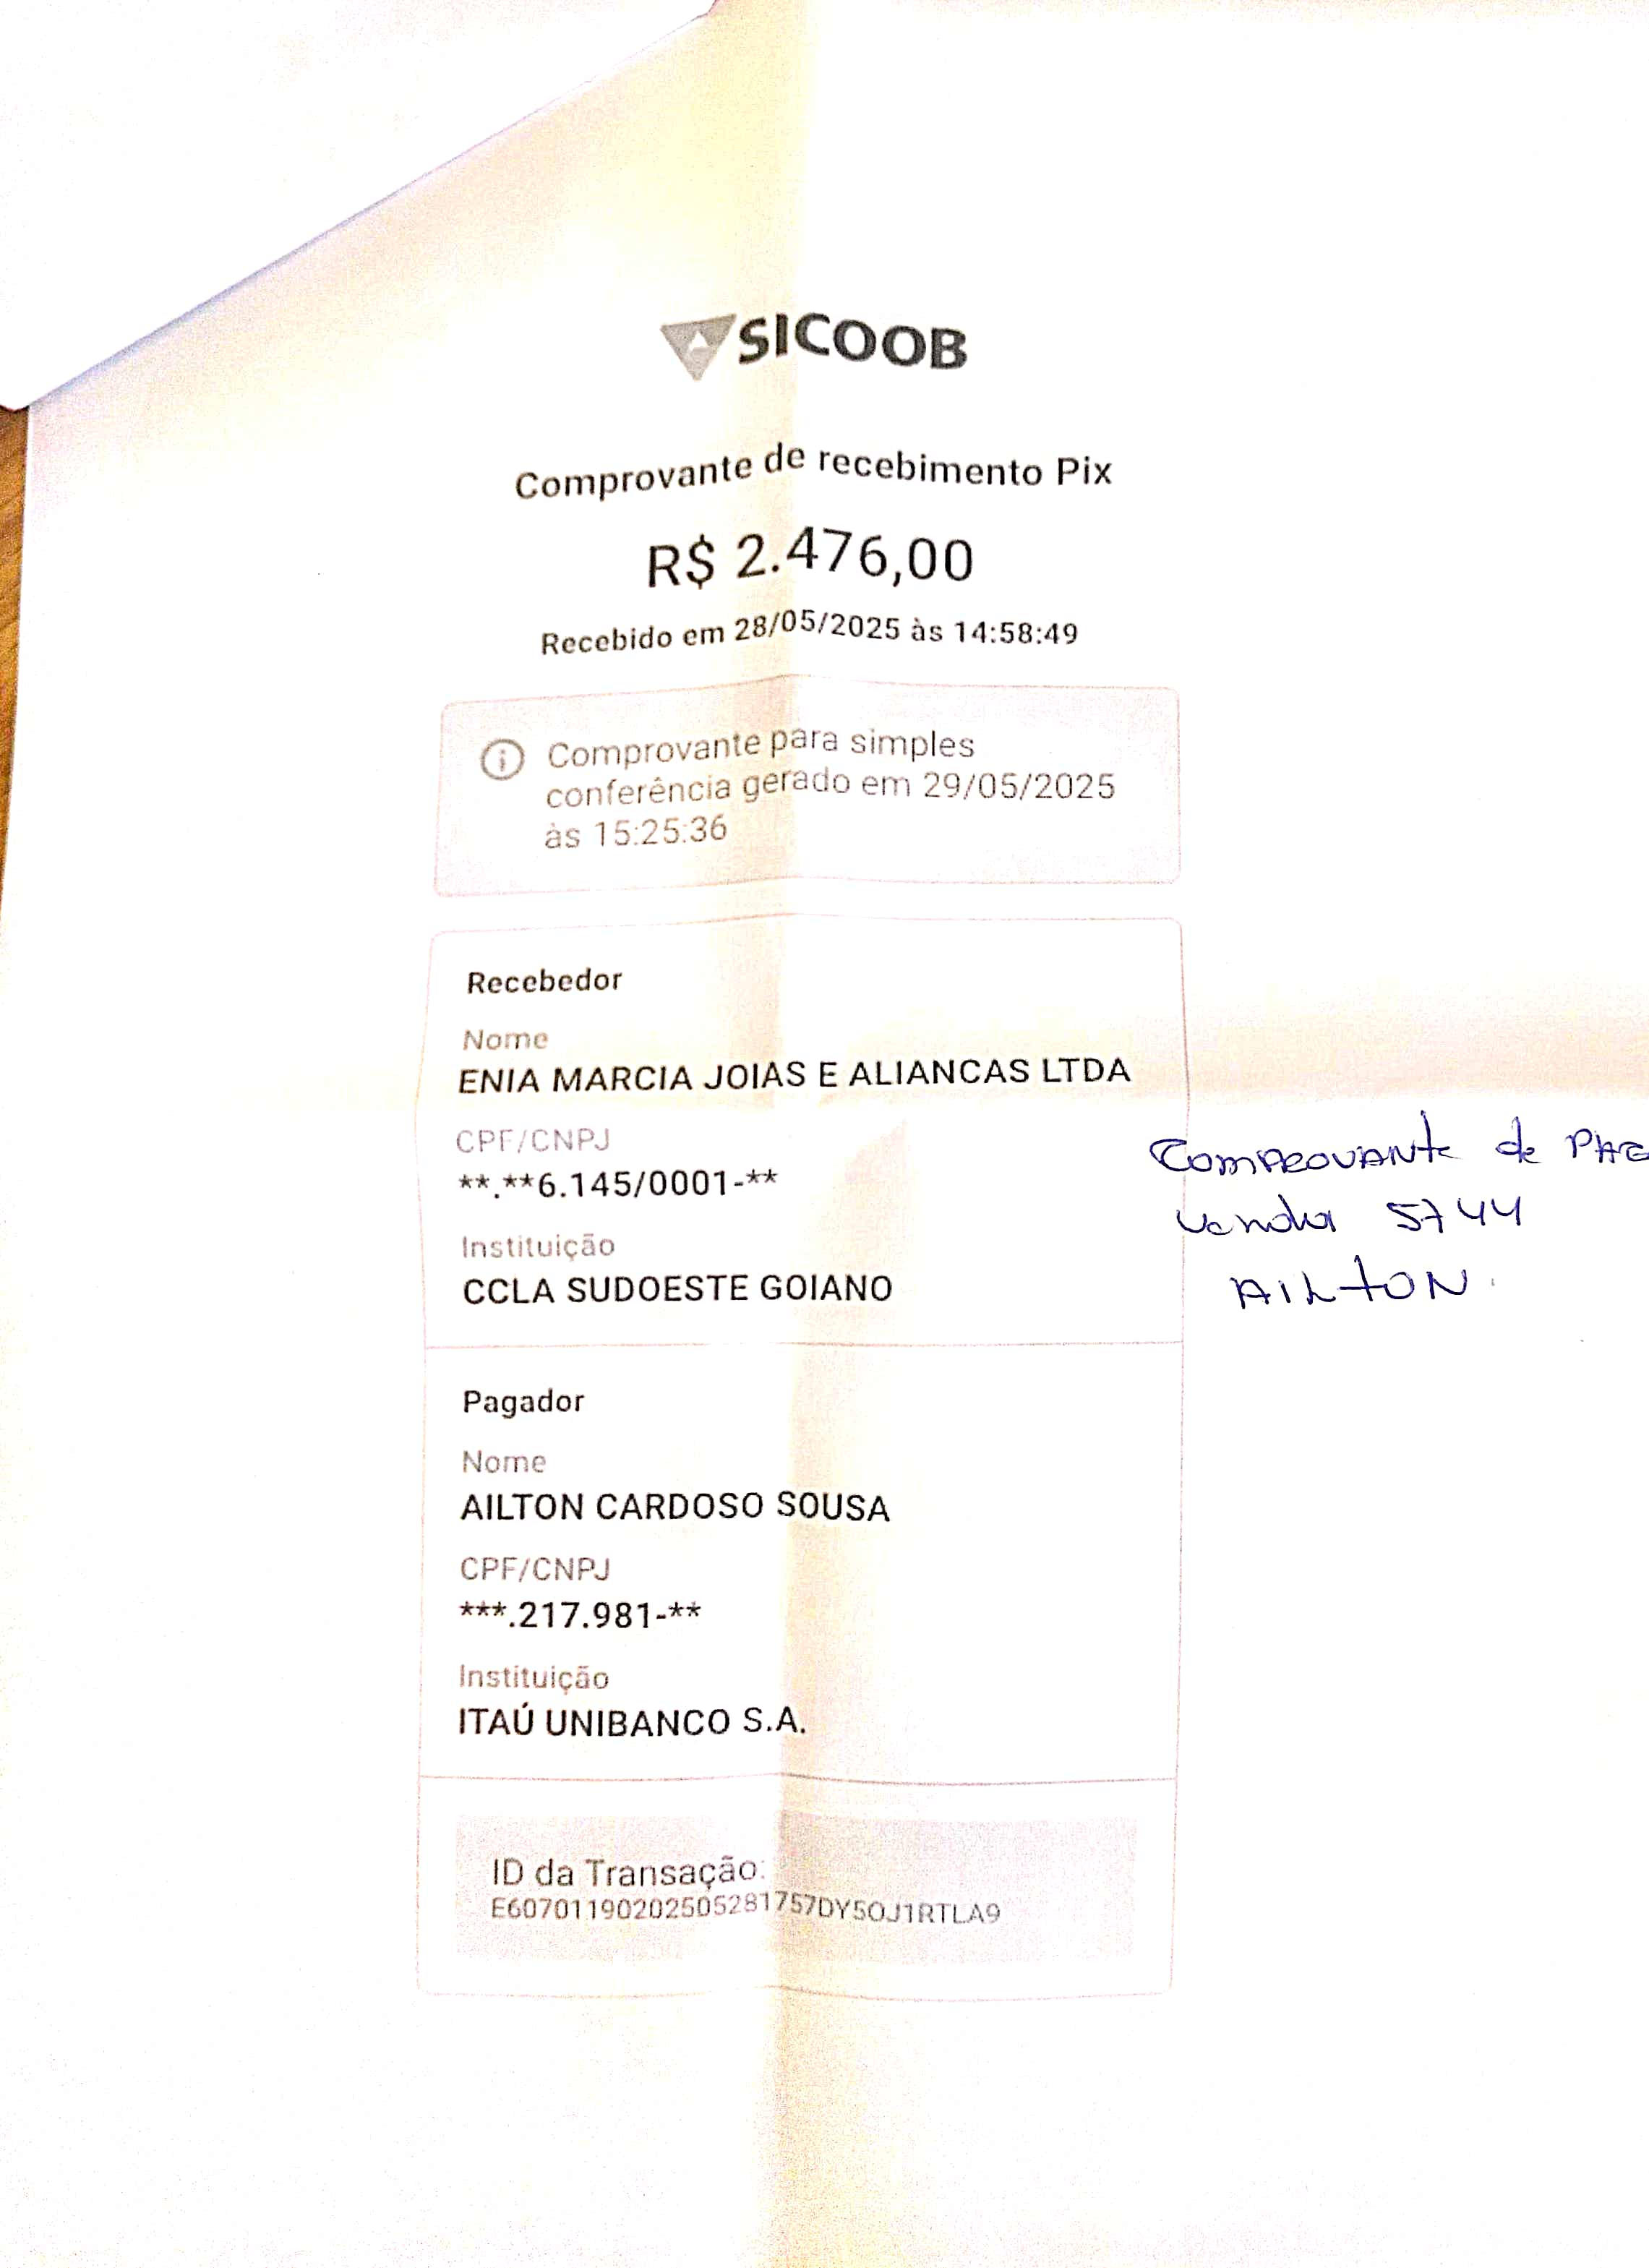 SICOOB
Comprovante de recebimento Pix
R$ 2.476,00
Recebido em 28/05/2025 às 14:58:49
Comprovante para simples
conferência gerado em 29/05/2025
às 15:25:36
Recebedor
Nome
ENIA MARCIA JOIAS E ALIANCAS LTDA
CPF/CNPJ
**.**6.145/0001-**
Instituição
CCLA SUDOESTE GOIANO
Comprovante de PAG
Venda 5744
AILTON.
Pagador
Nome
AILTON CARDOSO SOUSA
CPF/CNPJ
***.217.981-**
Instituição
ITAÚ UNIBANCO S.A.
ID da Transação:
E60701190202505281757DY5OJ1RTLA9